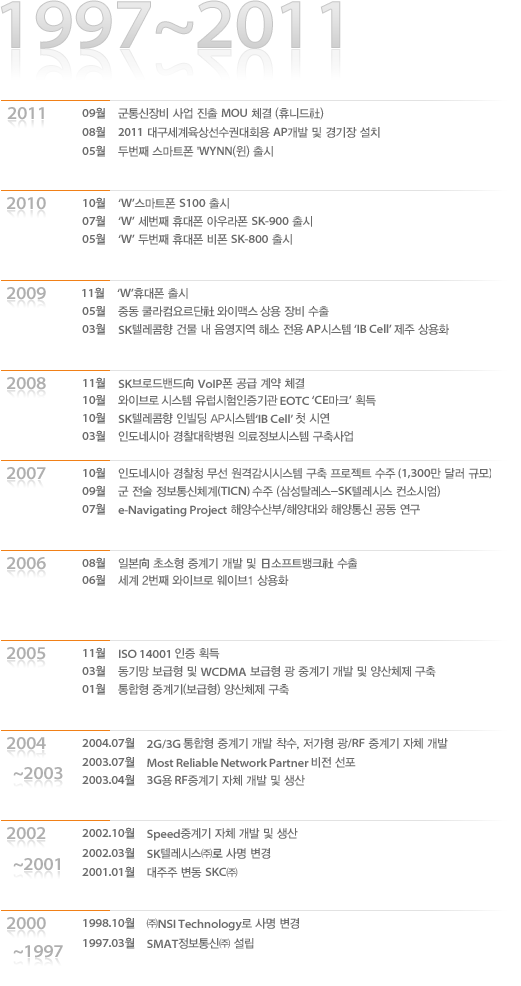 1997~2011
2011
09월 군통신장비 사업 진출 MOU 체결 (휴니드社)
08월 2011 대구세계육상선수권대회용 AP개발 및 경기장 설치
05월 두번째 스마트폰 'WYNN(윈) 출시
2010
10월 ‘W’스마트폰 S100 출시
07월 ‘W’ 세번째 휴대폰 아우라폰 SK-900 출시
05월 ‘W’ 두번째 휴대폰 비폰 SK-800 출시
2009
11월 ‘W’휴대폰 출시
05월 중동 쿨라컴요르단社 와이맥스 상용 장비 수출
03월 SK텔레콤향 건물 내 음영지역 해소 전용 AP시스템 ‘IB Cell’ 제주 상용화
2008
11월 SK브로드밴드向 VoIP폰 공급 계약 체결
10월 와이브로 시스템 유럽시험인증기관 EOTC ‘CE마크’ 획득
10월 SK텔레콤향 인빌딩 AP시스템‘IB Cell’ 첫 시연
03월 인도네시아 경찰대학병원 의료정보시스템 구축사업
2007
10월 인도네시아 경찰청 무선 원격감시시스템 구축 프로젝트 수주 (1,300만 달러 규모)
09월 군 전술 정보통신체계(TICN) 수주 (삼성탈레스-SK텔레시스 컨소시엄)
07월 e-Navigating Project 해양수산부/해양대와 해양통신 공동 연구
2006
08월 일본向 초소형 중계기 개발 및 日소프트뱅크社 수출
06월 세계 2번째 와이브로 웨이브1 상용화
2005
11월 ISO 14001 인증 획득
03월 동기망 보급형 및 WCDMA 보급형 광 중계기 개발 및 양산체제 구축
01월 통합형 중계기(보급형) 양산체제 구축
2004
~2003
2004.07월 2G/3G 통합형 중계기 개발 착수, 저가형 광/RF 중계기 자체 개발
2003.07월 Most Reliable Network Partner 비전 선포
2003.04월 3G용 RF중계기 자체 개발 및 생산
2002
~2001
2002.10월 Speed중계기 자체 개발 및 생산
2002.03월 SK텔레시스㈜로 사명 변경
2001.01월 대주주 변동 SKC㈜
2000
~1997
1998.10월 ㈜NSI Technology로 사명 변경
1997.03월 SMAT정보통신㈜ 설립